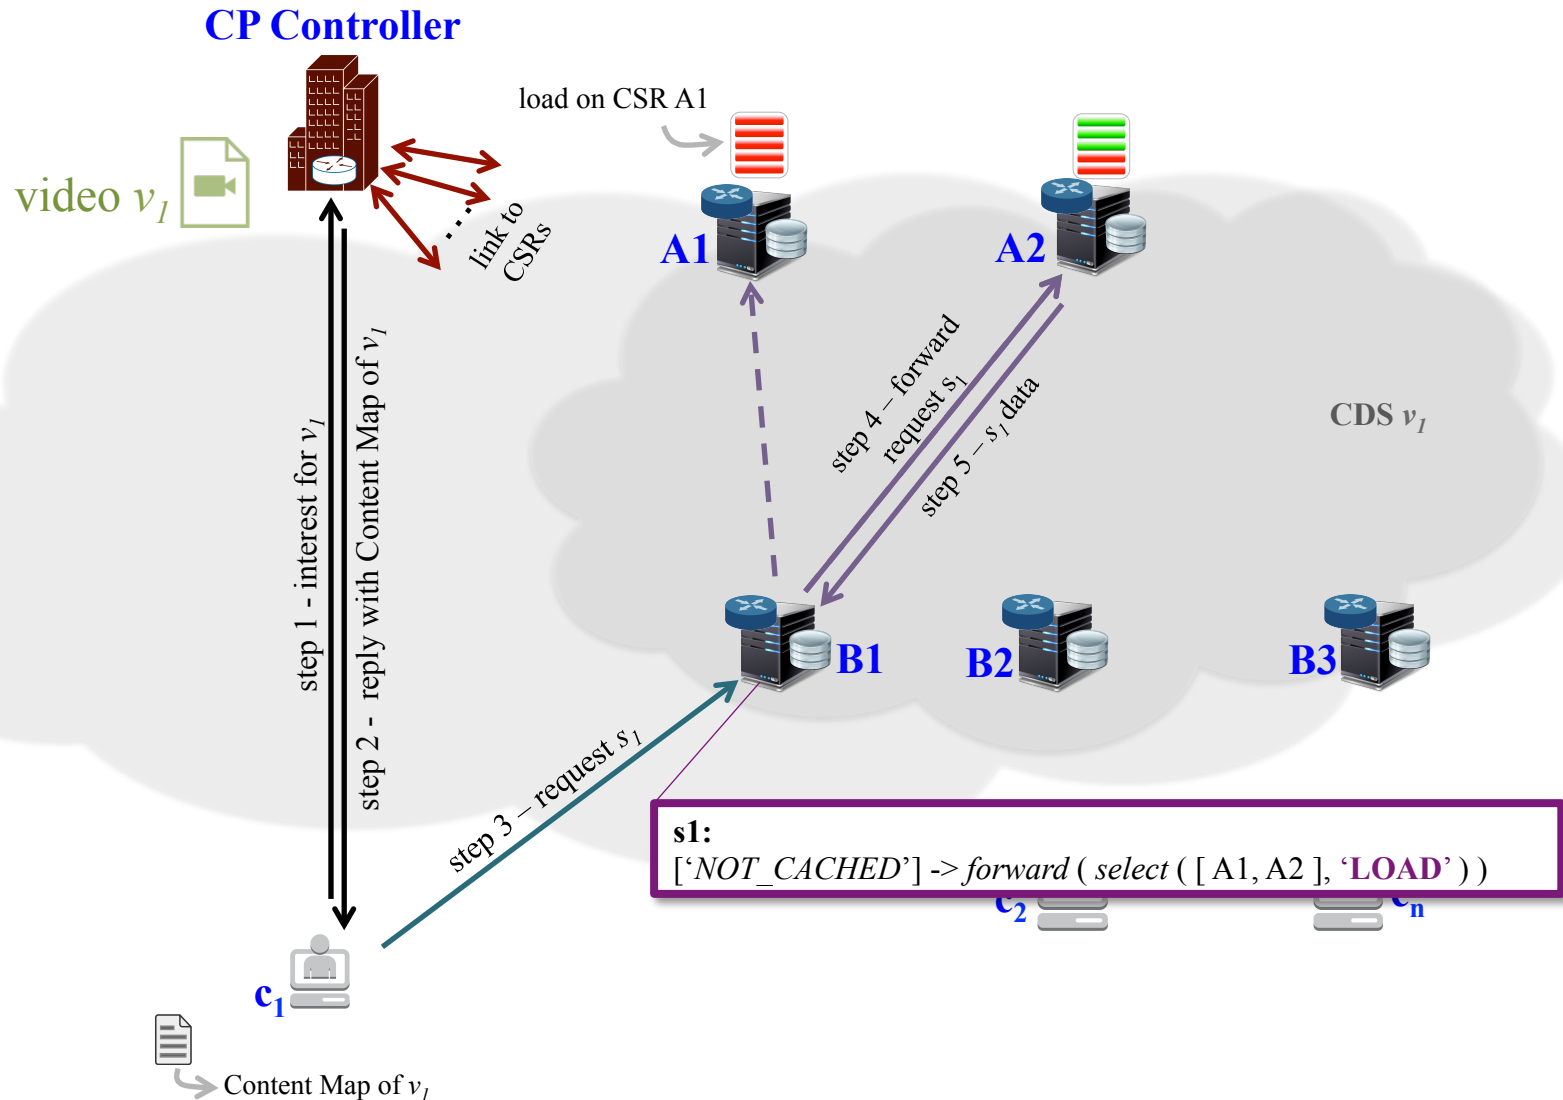 CP Controller
load on CSR A1
video v1
link to
CSRs
A1
A2
step 1 - interest for v1
step 2 - reply with Content Map of v1
step 4 – forward
request s1
step 5 – s1 data
CDS v1
B1
B2
B3
step 3 – request s1
s1:
[‘NOT_CACHED’] -> forward ( select ( [ A1, A2 ], ‘LOAD’ ) )
c2
cn
c1
Content Map of v1